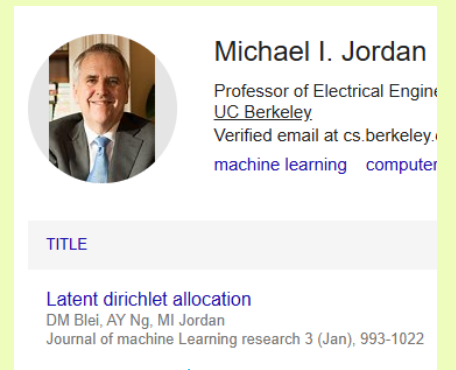 Michael I. Jordan
Professor of Electrical Engine
UC Berkeley
Verified email at cs.berkeley.
machine learning computer
TITLE
Latent dirichlet allocation
DM Blei, AY Ng, MI Jordan
Journal of machine Learning research 3 (Jan), 993-1022